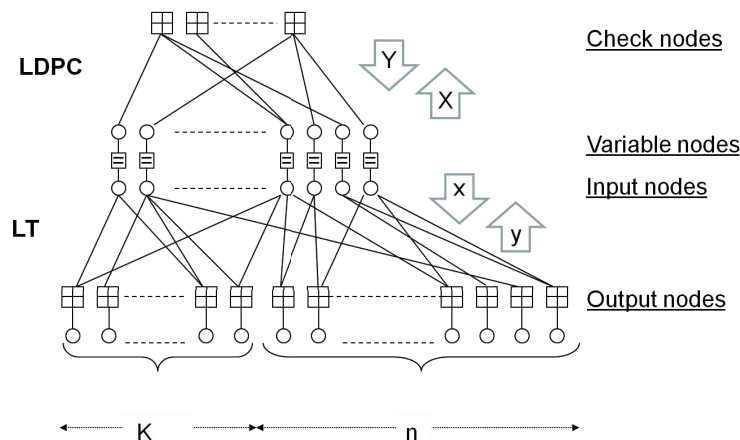 Check nodes
LDPC
Y
X
Variable nodes
=
=
=
=
=
=
Input nodes
x
LT
y
Output nodes
K
n